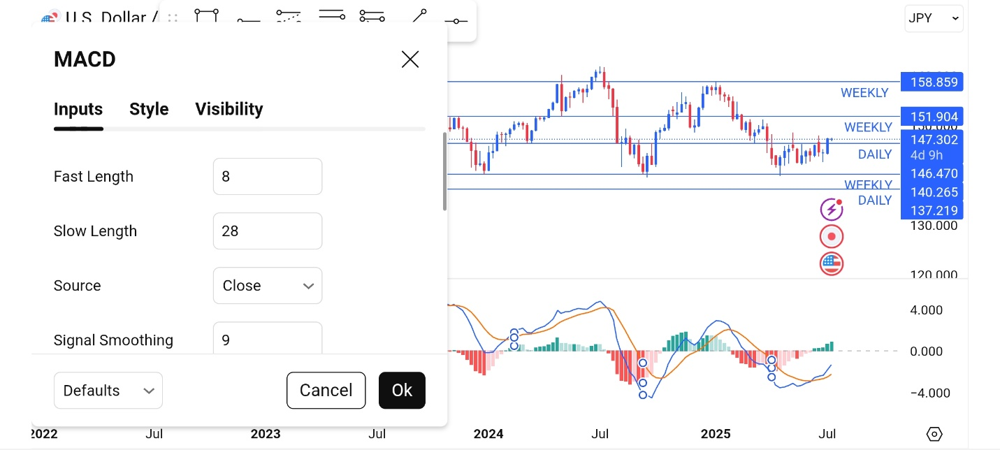 U.S. Dollar /
JPY
MACD
Inputs Style Visibility
Fast Length 8
Slow Length 28
Source Close
Signal Smoothing 9
Defaults Cancel Ok
158.859
WEEKLY
151.904
WEEKLY
147.302
DAILY
4d 9h
146.470
WEEKLY
140.265
DAILY
137.219
130.000
120.000
4.000
0.000
−4.000
2022 Jul 2023 Jul 2024 Jul 2025 Jul